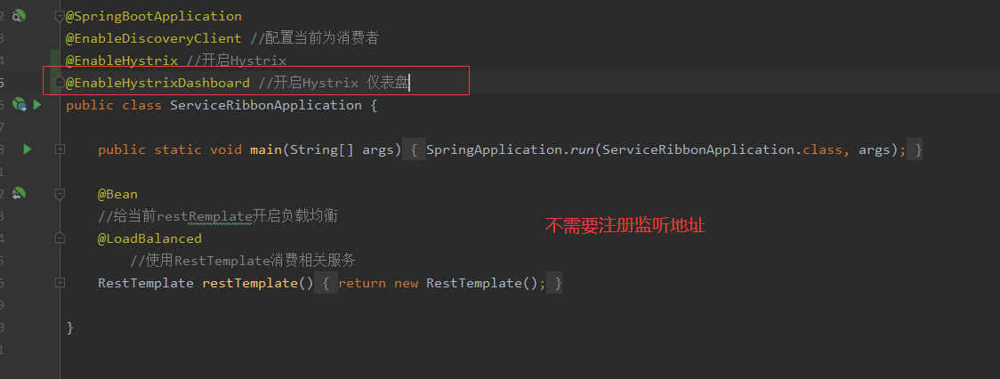 @SpringBootApplication
@EnableDiscoveryClient //配置当前为消费者
@EnableHystrix //开启Hystrix
@EnableHystrixDashboard //开启Hystrix 仪表盘
public class ServiceRibbonApplication {
public static void main(String[] args) { SpringApplication.run(ServiceRibbonApplication.class, args); }
@Bean
//给当前restRemplate开启负载均衡
不需要注册监听地址
@LoadBalanced
//使用RestTemplate消费相关服务
RestTemplate restTemplate() { return new RestTemplate(); }
}